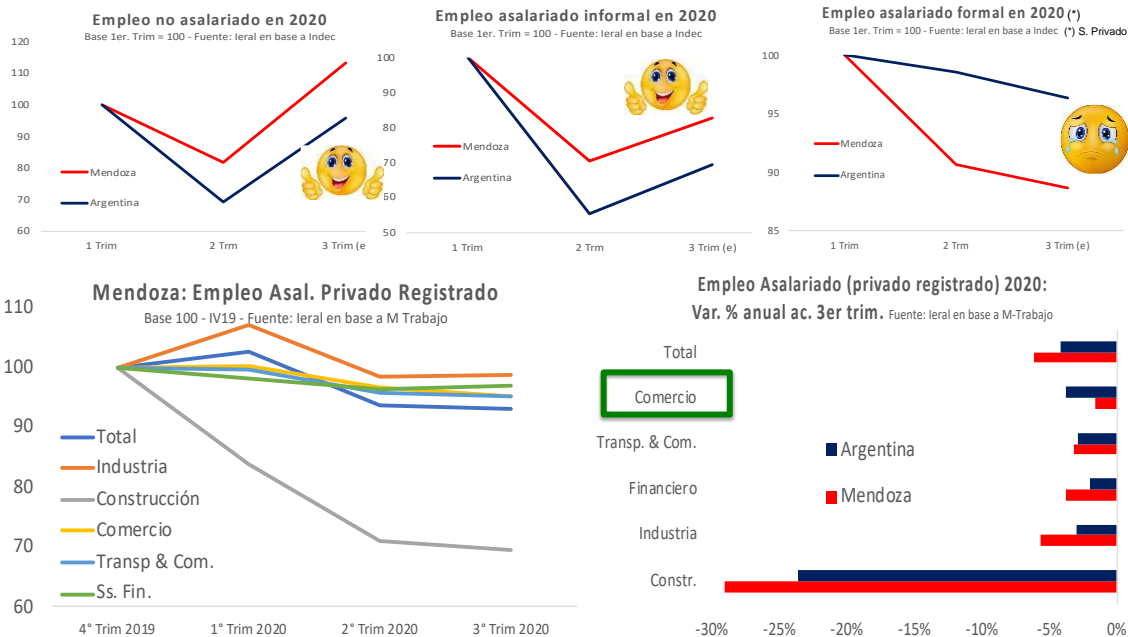 Empleo no asalariado en 2020
Base 1er. Trim = 100 - Fuente: Ieral en base a Indec
120
110
100
90
80
70
60
Mendoza
Argentina
1 Trim
2 Trm
3 Trim (e
Empleo asalariado informal en 2020
Base 1er. Trim = 100 - Fuente: Ieral en base a Indec
100
90
80
70
60
50
Mendoza
Argentina
1 Trim
2 Trm
3 Trim (e)
Empleo asalariado formal en 2020 (*)
Base 1er. Trim = 100 - Fuente: Ieral en base a Indec (*) S. Privado
100
95
90
85
Mendoza
Argentina
1 Trim
2 Trm
3 Trim (e)
Mendoza: Empleo Asal. Privado Registrado
Base 100 - IV19 - Fuente: Ieral en base a M Trabajo
110
100
90
80
70
60
Total
Industria
Construcción
Comercio
Transp & Com.
Ss. Fin.
4° Trim 2019
1° Trim 2020
2° Trim 2020
3° Trim 2020
Empleo Asalariado (privado registrado) 2020:
Var. % anual ac. 3er trim. Fuente: Ieral en base a M-Trabajo
Total
Comercio
Transp. & Com.
Financiero
Industria
Constr.
Argentina
Mendoza
-30%
-25%
-20%
-15%
-10%
-5%
0%